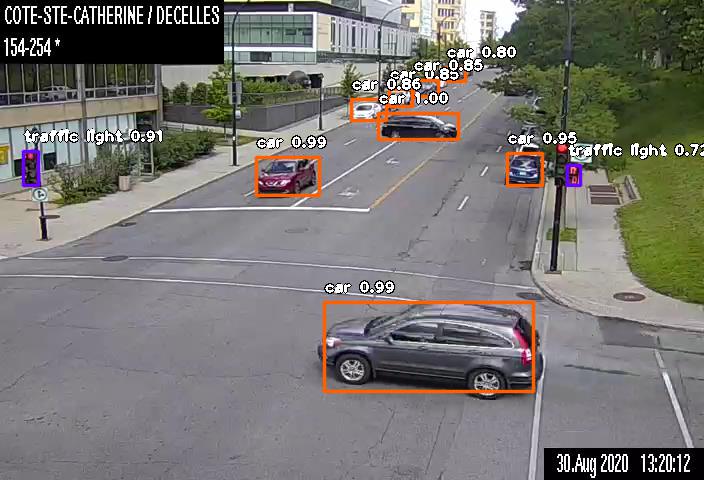 COTE-STE-CATHERINE / DECELLES
154-254 *
car 0.80
car 0.85
car 0.85
car 0.86
car 1.00
traffic light 0.91
car 0.99
car 0.95
traffic light 0.72
car 0.99
30.Aug 2020 13:20:12